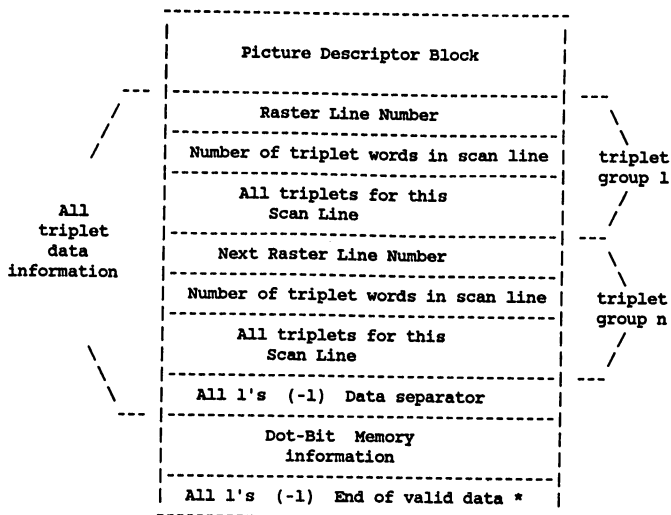 Picture Descriptor Block
Raster Line Number
Number of triplet words in scan line
All triplets for this
Scan Line
Next Raster Line Number
Number of triplet words in scan line
All triplets for this
Scan Line
All 1's (-1) Data separator
Dot-Bit Memory
information
All 1's (-1) End of valid data *
All
triplet
data
information
triplet
group 1
triplet
group n